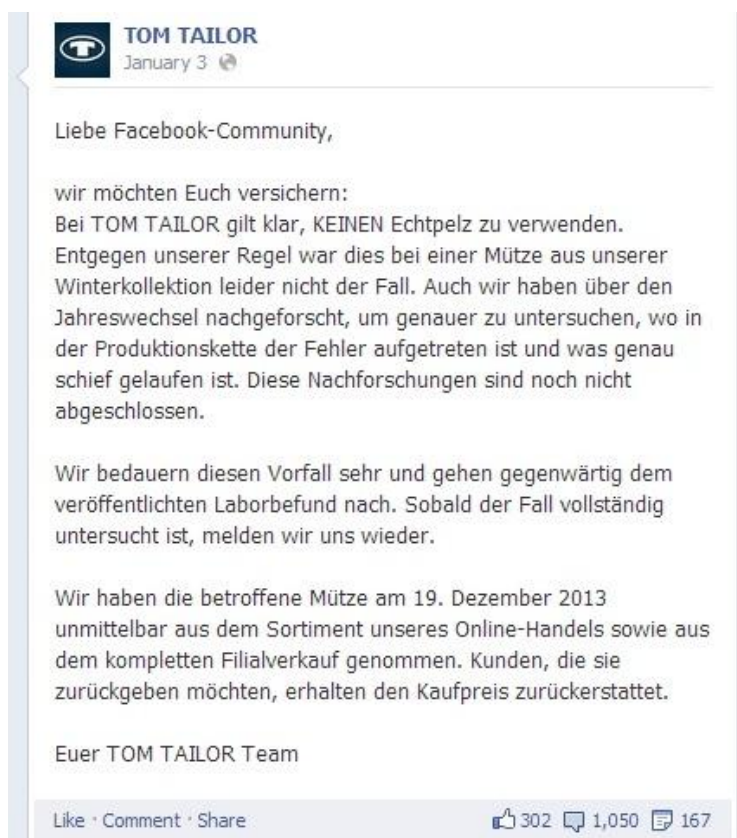 TOM TAILOR
January 3
Liebe Facebook-Community,
wir möchten Euch versichern:
Bei TOM TAILOR gilt klar, KEINEN Echtpelz zu verwenden.
Entgegen unserer Regel war dies bei einer Mütze aus unserer
Winterkollektion leider nicht der Fall. Auch wir haben über den
Jahreswechsel nachgeforscht, um genauer zu untersuchen, wo in
der Produktionskette der Fehler aufgetreten ist und was genau
schief gelaufen ist. Diese Nachforschungen sind noch nicht
abgeschlossen.
Wir bedauern diesen Vorfall sehr und gehen gegenwärtig dem
veröffentlichten Laborbefund nach. Sobald der Fall vollständig
untersucht ist, melden wir uns wieder.
Wir haben die betroffene Mütze am 19. Dezember 2013
unmittelbar aus dem Sortiment unseres Online-Handels sowie aus
dem kompletten Filialverkauf genommen. Kunden, die sie
zurückgeben möchten, erhalten den Kaufpreis zurückerstattet.
Euer TOM TAILOR Team
Like · Comment · Share 302 1,050 167